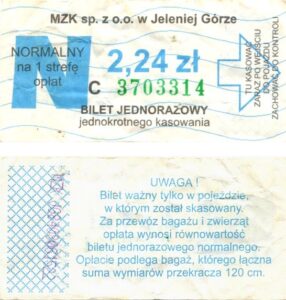 MZK sp. z o.o. w Jeleniej Górze
NORMALNY
na 1 strefę
opłat
N
2,24 zł
C 3703314
BILET JEDNORAZOWY
jednokrotnego kasowania
TU KASOWAĆ
ZARAZ PO WEJŚCIU
DO POJAZDU
ZACHOWAĆ DO KONTROLI
UWAGA !
Bilet ważny tylko w pojeździe,
w którym został skasowany.
Za przewóz bagażu i zwierząt
opłata wynosi równowartość
biletu jednorazowego normalnego.
Opłacie podlega bagaż, którego łączna
suma wymiarów przekracza 120 cm.